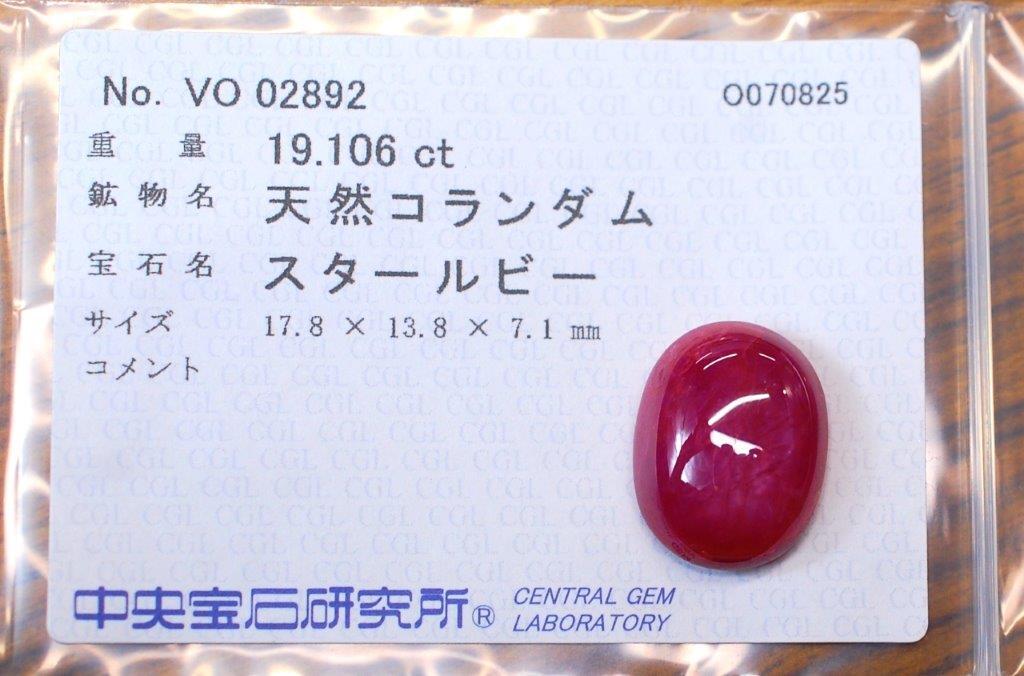 No. VO 02892 O070825
重 量 19.106 ct
鉱 物 名 天然コランダム
宝 石 名 スタールビー
サイズ 17.8 × 13.8 × 7.1 mm
コメント
中央宝石研究所® CENTRAL GEM
LABORATORY